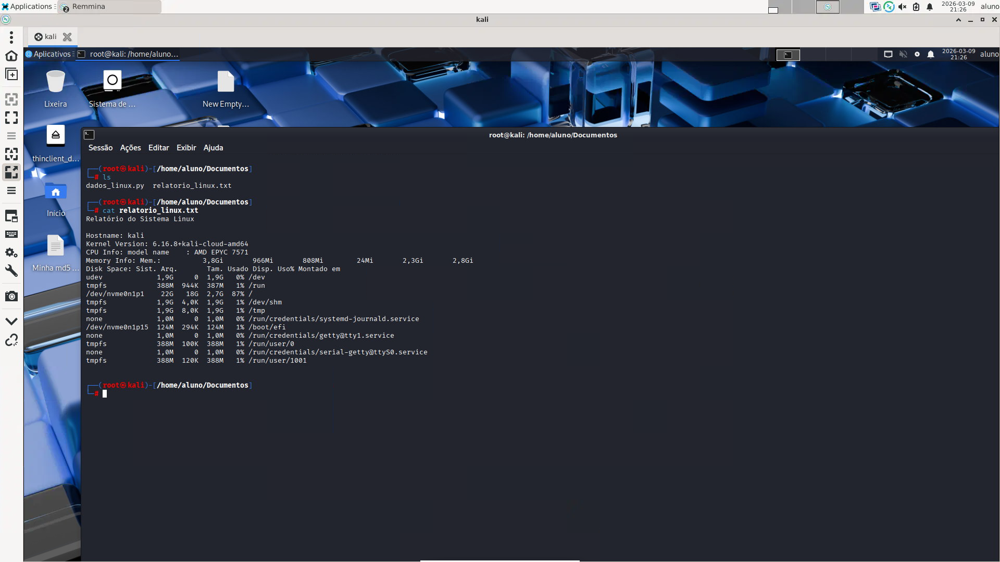 Applications
2
Remmina
2026-03-09
21:26
aluno
kali
kali
Aplicativos
root@kali: /home/aluno...
2026-03-09
21:26
aluno
Lixeira
Sistema de ...
New Empty...
thinclient_d...
Início
Minha md5 ...
root@kali: /home/aluno/Documentos
Sessão Ações Editar Exibir Ajuda
┌──(root㉿kali)-[/home/aluno/Documentos]
└─# ls
dados_linux.py  relatorio_linux.txt
┌──(root㉿kali)-[/home/aluno/Documentos]
└─# cat relatorio_linux.txt
Relatório do Sistema Linux
Hostname: kali
Kernel Version: 6.16.8+kali-cloud-amd64
CPU Info: model name    : AMD EPYC 7571
Memory Info: Mem.:          3,8Gi       966Mi       808Mi        24Mi       2,3Gi       2,8Gi
Disk Space: Sist. Arq.       Tam. Usado Disp. Uso% Montado em
udev             1,9G     0  1,9G   0% /dev
tmpfs            388M  944K  387M   1% /run
/dev/nvme0n1p1    22G   18G  2,7G  87% /
tmpfs            1,9G  4,0K  1,9G   1% /dev/shm
tmpfs            1,9G  8,0K  1,9G   1% /tmp
none             1,0M     0  1,0M   0% /run/credentials/systemd-journald.service
/dev/nvme0n1p15  124M  294K  124M   1% /boot/efi
none             1,0M     0  1,0M   0% /run/credentials/getty@tty1.service
tmpfs            388M  100K  388M   1% /run/user/0
none             1,0M     0  1,0M   0% /run/credentials/serial-getty@ttyS0.service
tmpfs            388M  120K  388M   1% /run/user/1001
┌──(root㉿kali)-[/home/aluno/Documentos]
└─#